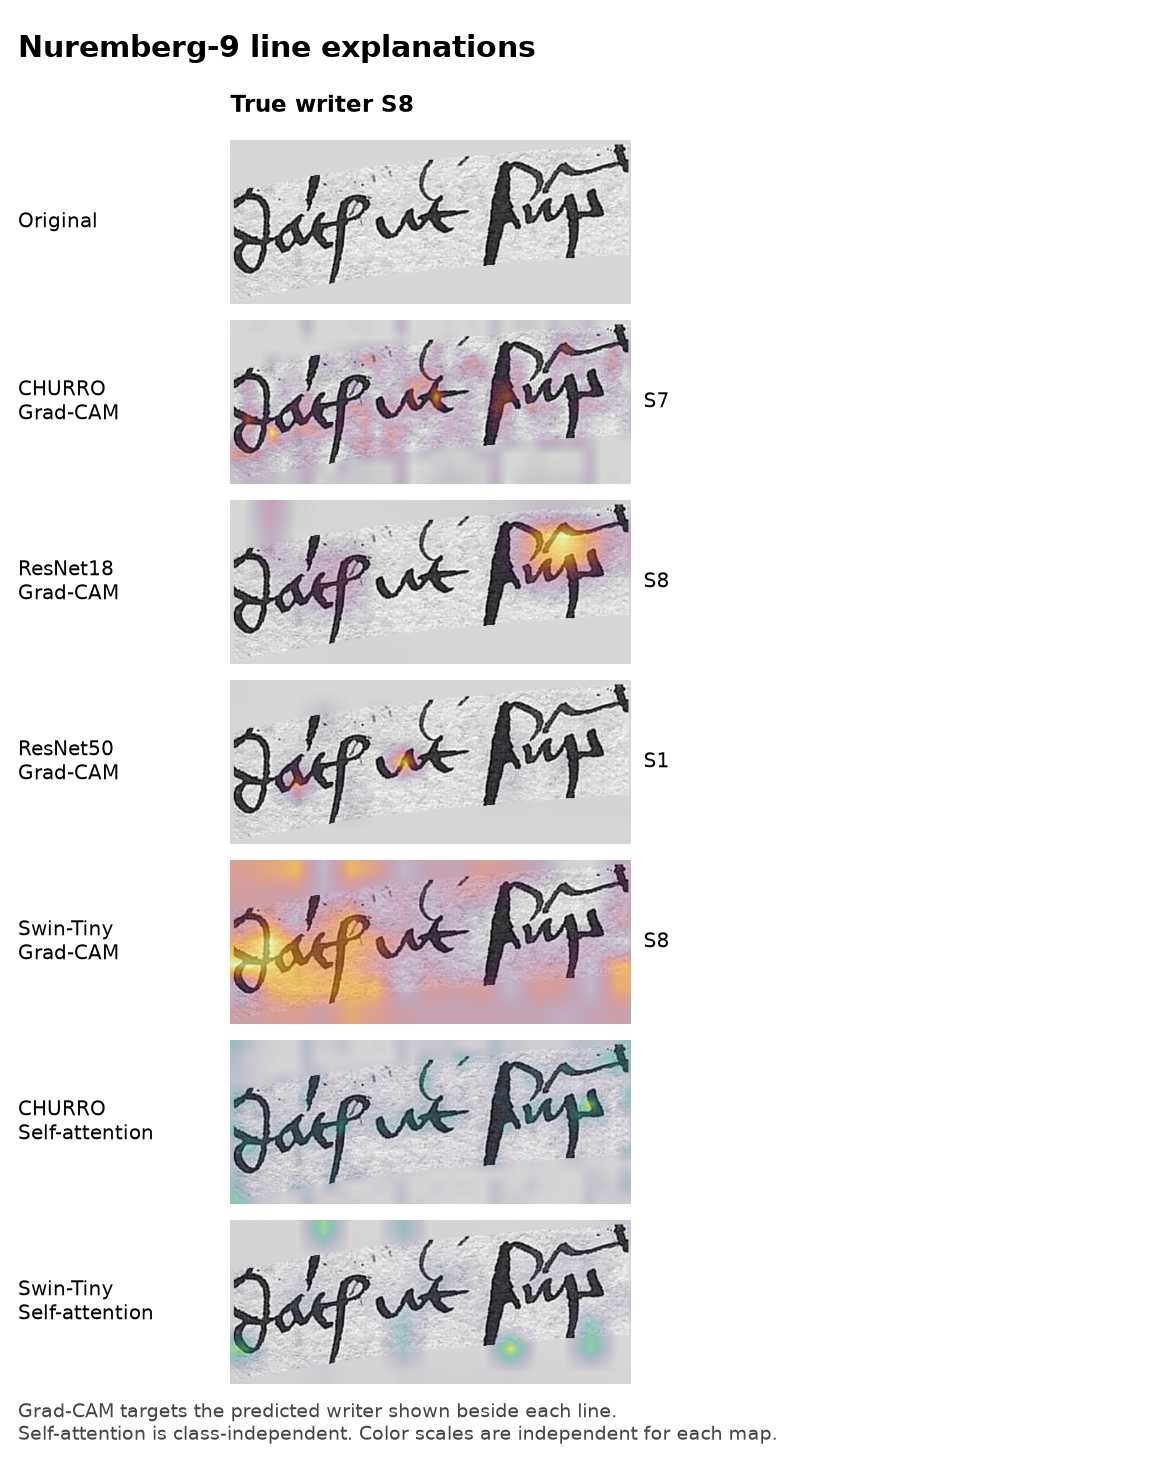 Nuremberg-9 line explanations
True writer S8
Original
CHURRO
Grad-CAM
S7
ResNet18
Grad-CAM
S8
ResNet50
Grad-CAM
S1
Swin-Tiny
Grad-CAM
S8
CHURRO
Self-attention
Swin-Tiny
Self-attention
Grad-CAM targets the predicted writer shown beside each line.
Self-attention is class-independent. Color scales are independent for each map.